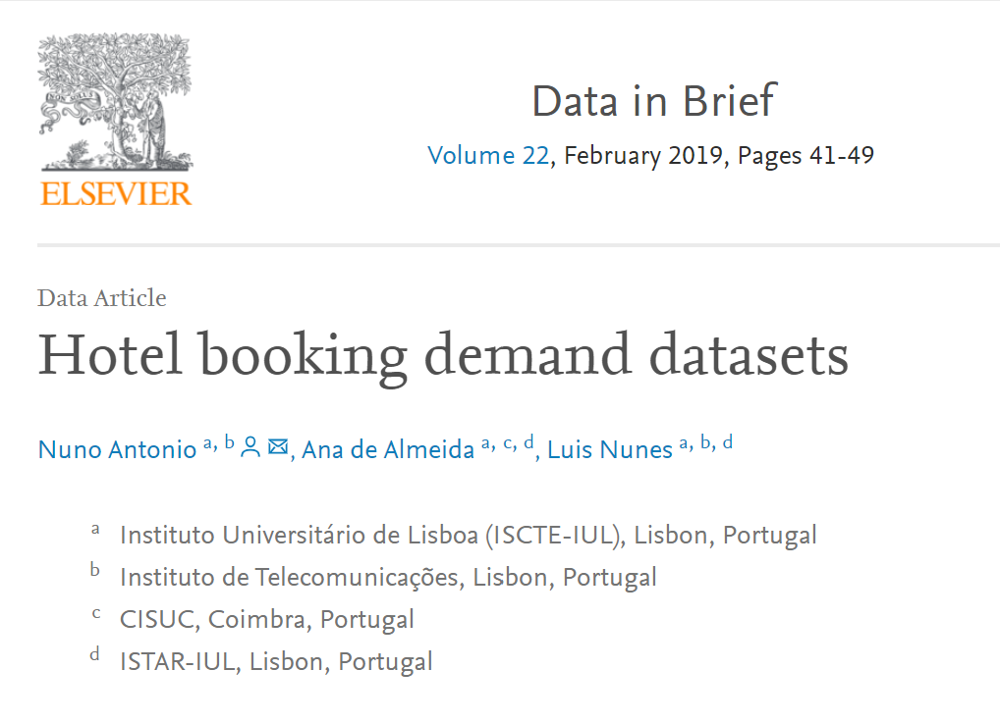 NON SOLUS
ELSEVIER
Data in Brief
Volume 22, February 2019, Pages 41-49
Data Article
Hotel booking demand datasets
Nuno Antonio a, b, Ana de Almeida a, c, d, Luis Nunes a, b, d
a Instituto Universitário de Lisboa (ISCTE-IUL), Lisbon, Portugal
b Instituto de Telecomunicações, Lisbon, Portugal
c CISUC, Coimbra, Portugal
d ISTAR-IUL, Lisbon, Portugal